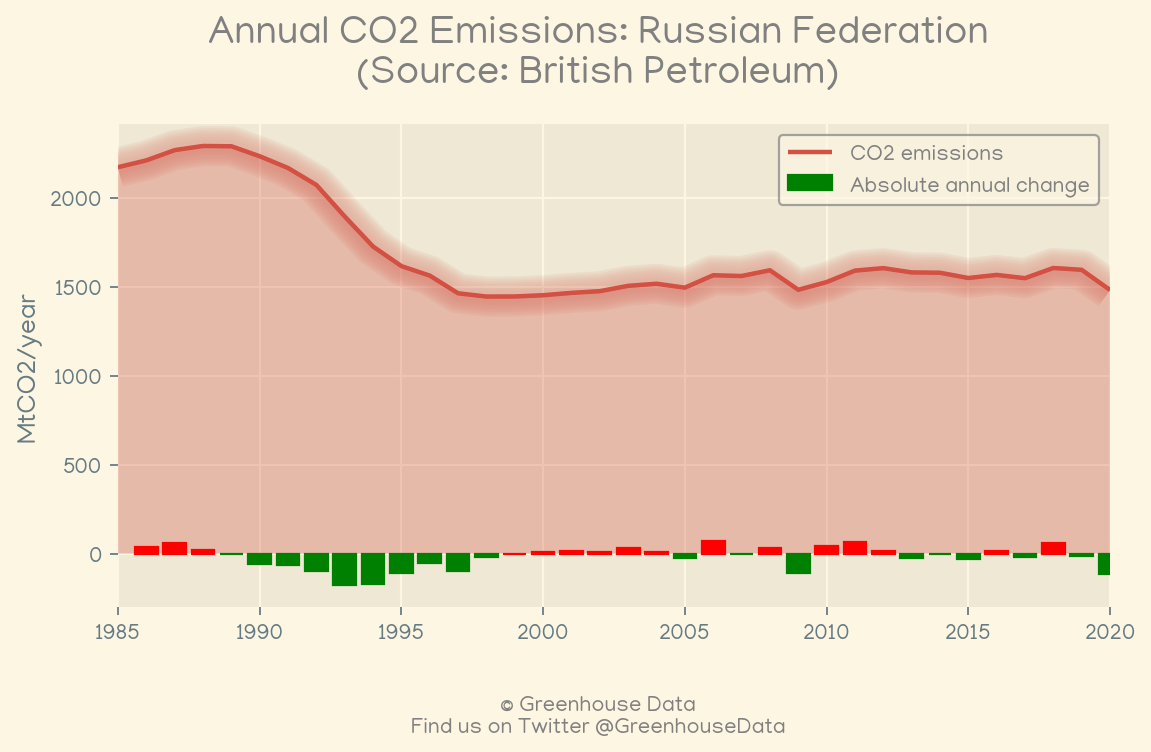 Annual CO2 Emissions: Russian Federation
(Source: British Petroleum)
CO2 emissions
Absolute annual change
MtCO2/year
2000
1500
1000
500
0
1985 1990 1995 2000 2005 2010 2015 2020
© Greenhouse Data
Find us on Twitter @GreenhouseData